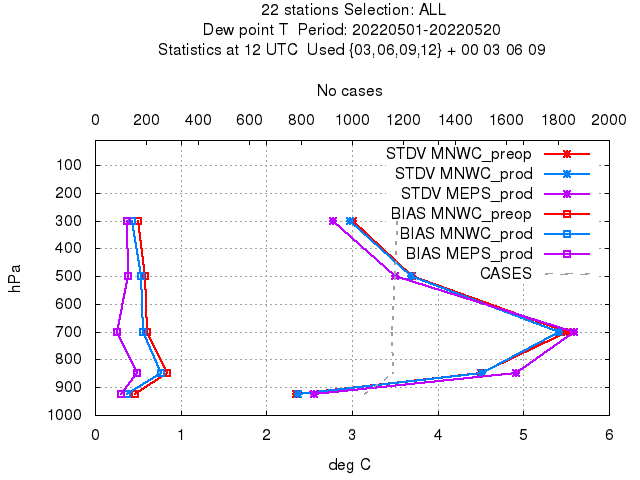 22 stations Selection: ALL
Dew point T  Period: 20220501-20220520
Statistics at 12 UTC  Used {03,06,09,12} + 00 03 06 09
No cases
0 200 400 600 800 1000 1200 1400 1600 1800 2000
STDV MNWC_preop
STDV MNWC_prod
STDV MEPS_prod
BIAS MNWC_preop
BIAS MNWC_prod
BIAS MEPS_prod
CASES
100
200
300
400
500
600
700
800
900
1000
hPa
0 1 2 3 4 5 6
deg C